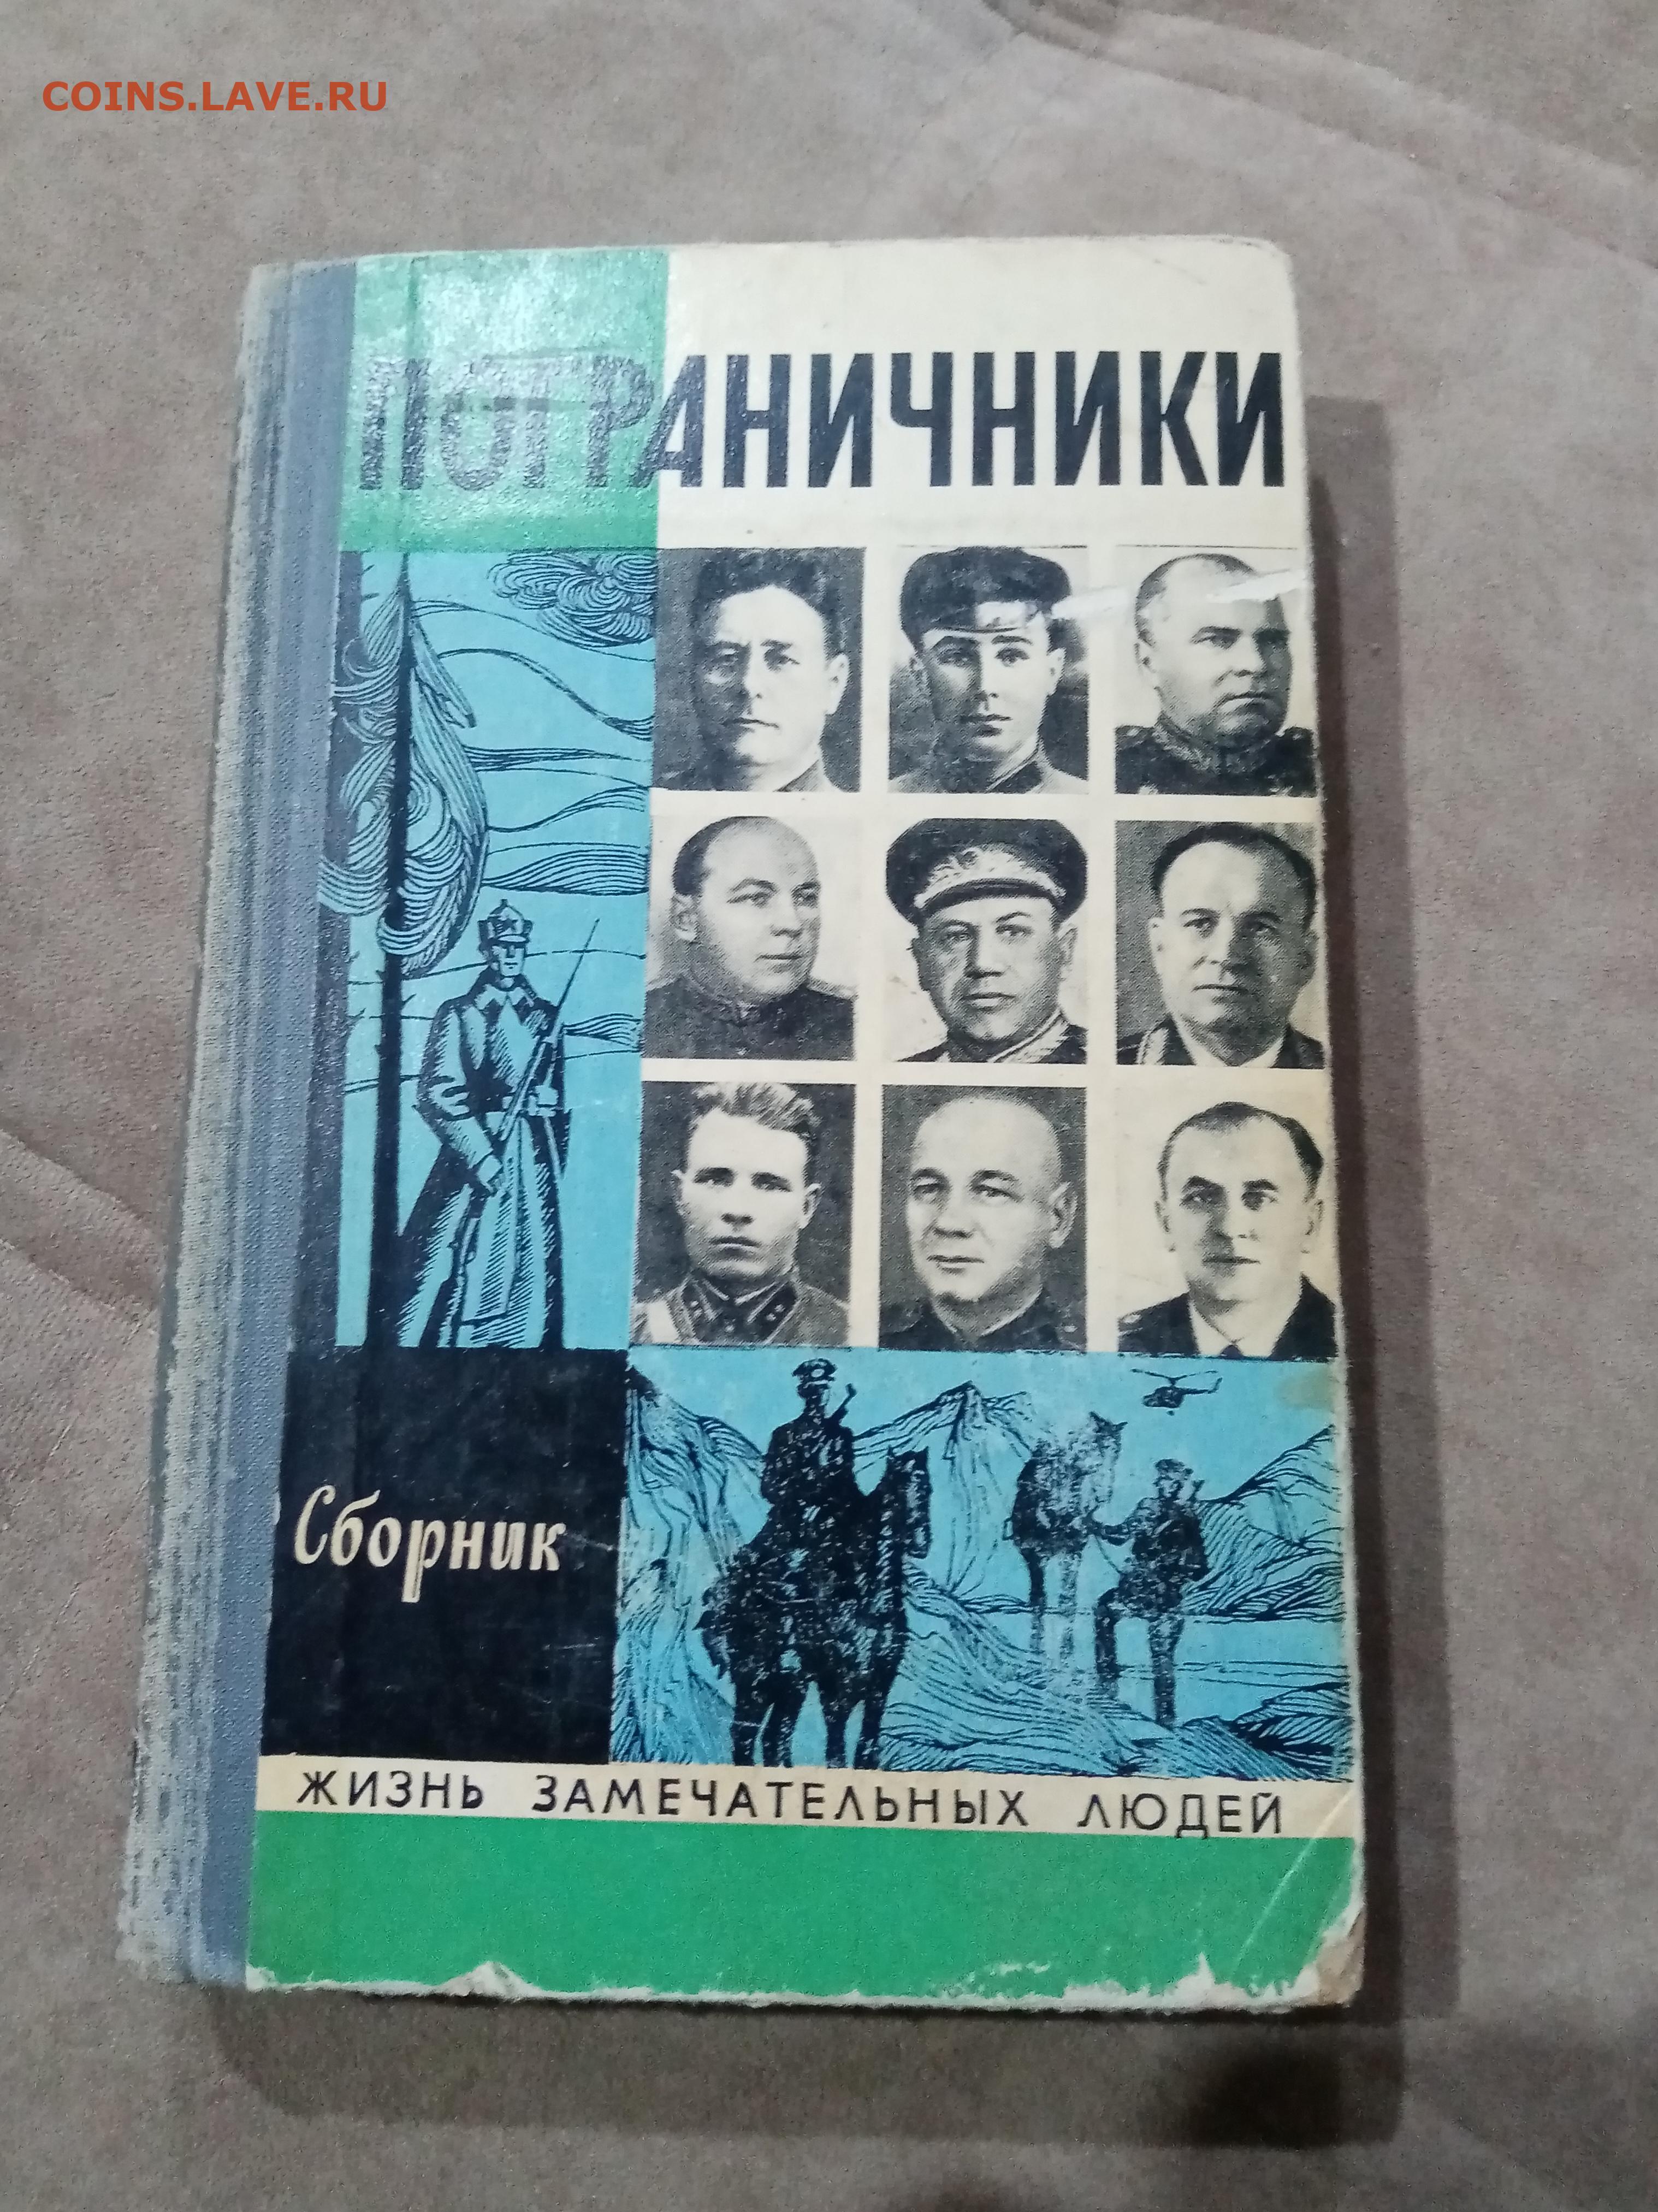 COINS.LAVE.RU
ПОГРАНИЧНИКИ
Сборник
ЖИЗНЬ ЗАМЕЧАТЕЛЬНЫХ ЛЮДЕЙ